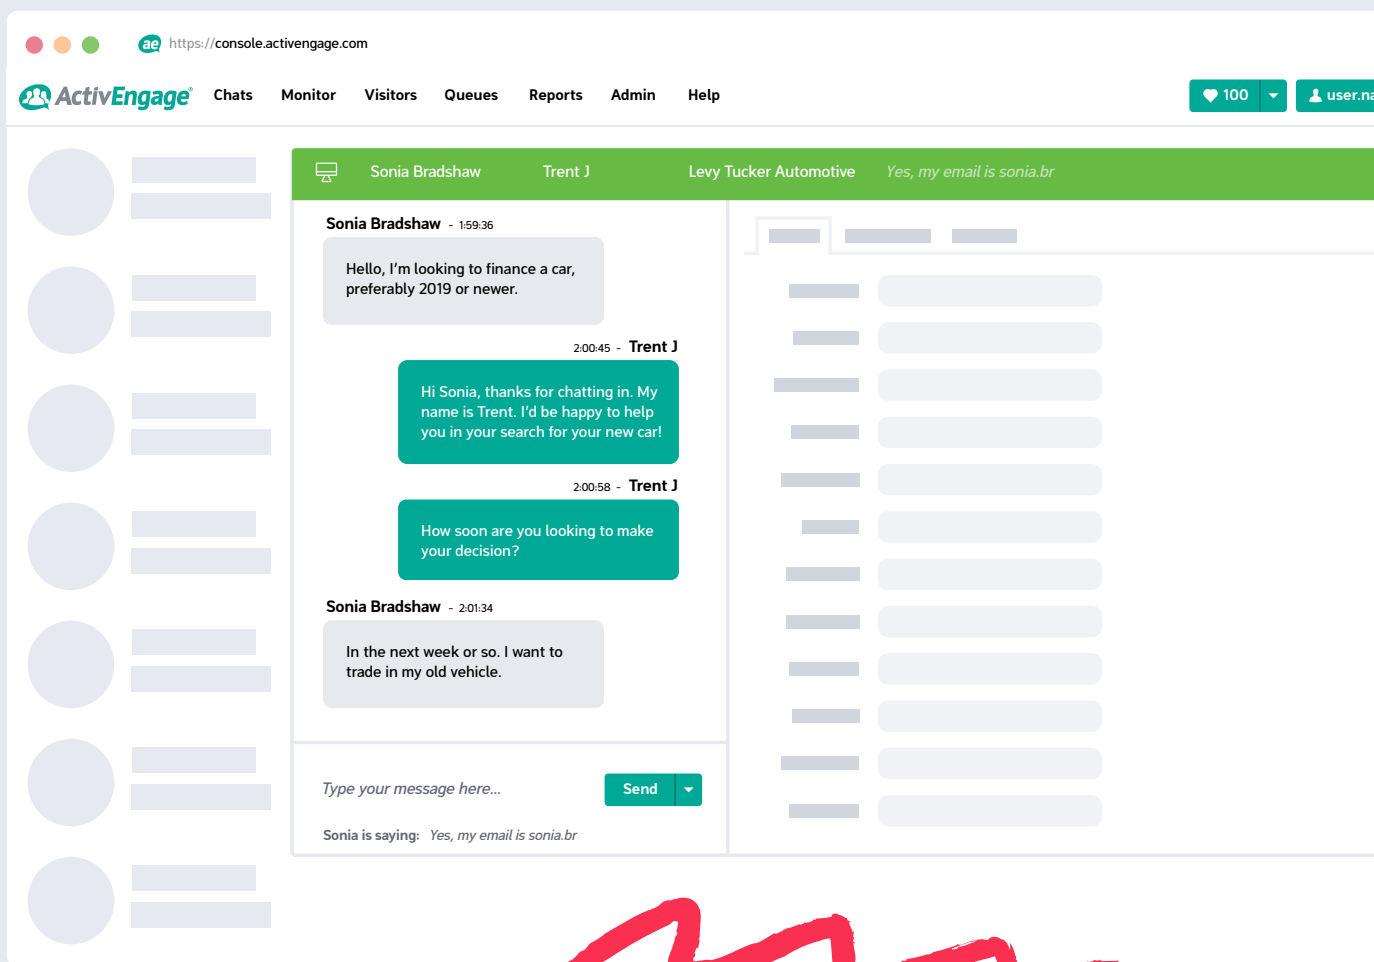 ae https://console.activengage.com
ActivEngage® Chats Monitor Visitors Queues Reports Admin Help 100 user.na
Sonia Bradshaw Trent J Levy Tucker Automotive Yes, my email is sonia.br
Sonia Bradshaw - 1:59:36
Hello, I'm looking to finance a car,
preferably 2019 or newer.
2:00:45 - Trent J
Hi Sonia, thanks for chatting in. My
name is Trent. I'd be happy to help
you in your search for your new car!
2:00:58 - Trent J
How soon are you looking to make
your decision?
Sonia Bradshaw - 2:01:34
In the next week or so. I want to
trade in my old vehicle.
Type your message here... Send
Sonia is saying: Yes, my email is sonia.br